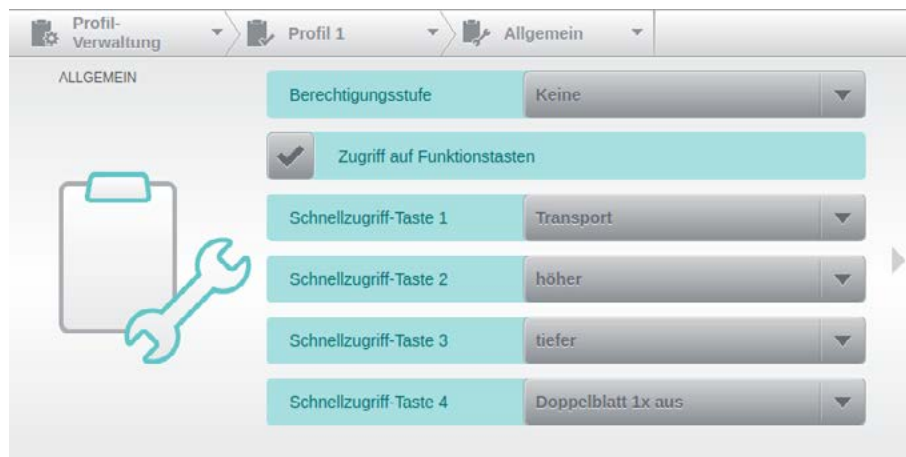 Profil-
Verwaltung
Profil 1
Allgemein
ALLGEMEIN
Berechtigungsstufe
Keine
Zugriff auf Funktionstasten
Schnellzugriff-Taste 1
Transport
Schnellzugriff-Taste 2
höher
Schnellzugriff-Taste 3
tiefer
Schnellzugriff-Taste 4
Doppelblatt 1x aus